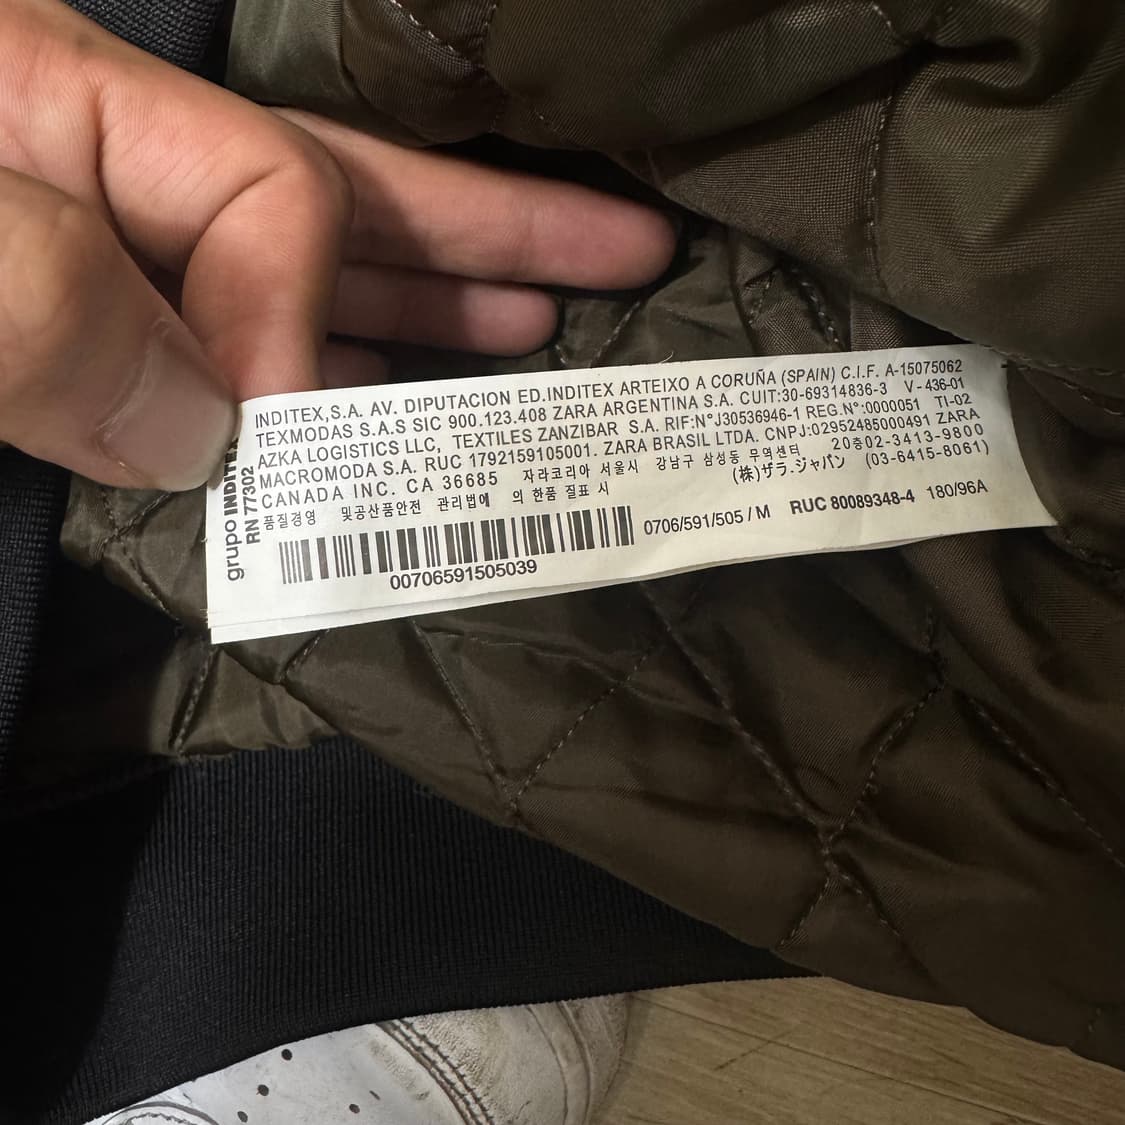 grupo INDITEX
RN 77302
INDITEX,S.A. AV. DIPUTACION ED.INDITEX ARTEIXO A CORUÑA (SPAIN) C.I.F. A-15075062
TEXMODAS S.A.S SIC 900.123.408 ZARA ARGENTINA S.A. CUIT:30-69314836-3 V-436-01
AZKA LOGISTICS LLC, TEXTILES ZANZIBAR S.A. RIF:N°J30536946-1 REG.N°:0000051 TI-02
MACROMODA S.A. RUC 1792159105001. ZARA BRASIL LTDA. CNPJ:02952485000491 ZARA
CANADA INC. CA 36685 자라코리아 서울시 강남구 삼성동 무역센터 20층02-3413-9800
품질경영 및공산품안전 관리법에 의 한품 질표 시 (株)ザラ.ジャパン (03-6415-8061)
0706/591/505 / M RUC 80089348-4 180/96A
00706591505039